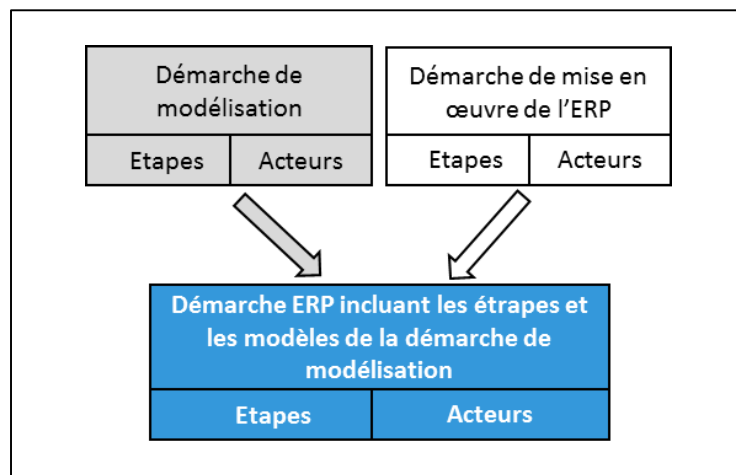 Démarche de
modélisation
Etapes
Acteurs
Démarche de mise en
œuvre de l'ERP
Etapes
Acteurs
Démarche ERP incluant les étrapes et
les modèles de la démarche de
modélisation
Etapes
Acteurs